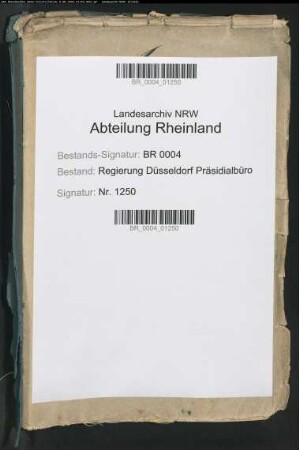 BR_0004_01250
Landesarchiv NRW
Abteilung Rheinland
Bestands-Signatur: BR 0004
Bestand: Regierung Düsseldorf Präsidialbüro
Signatur: Nr. 1250
BR_0004_01250